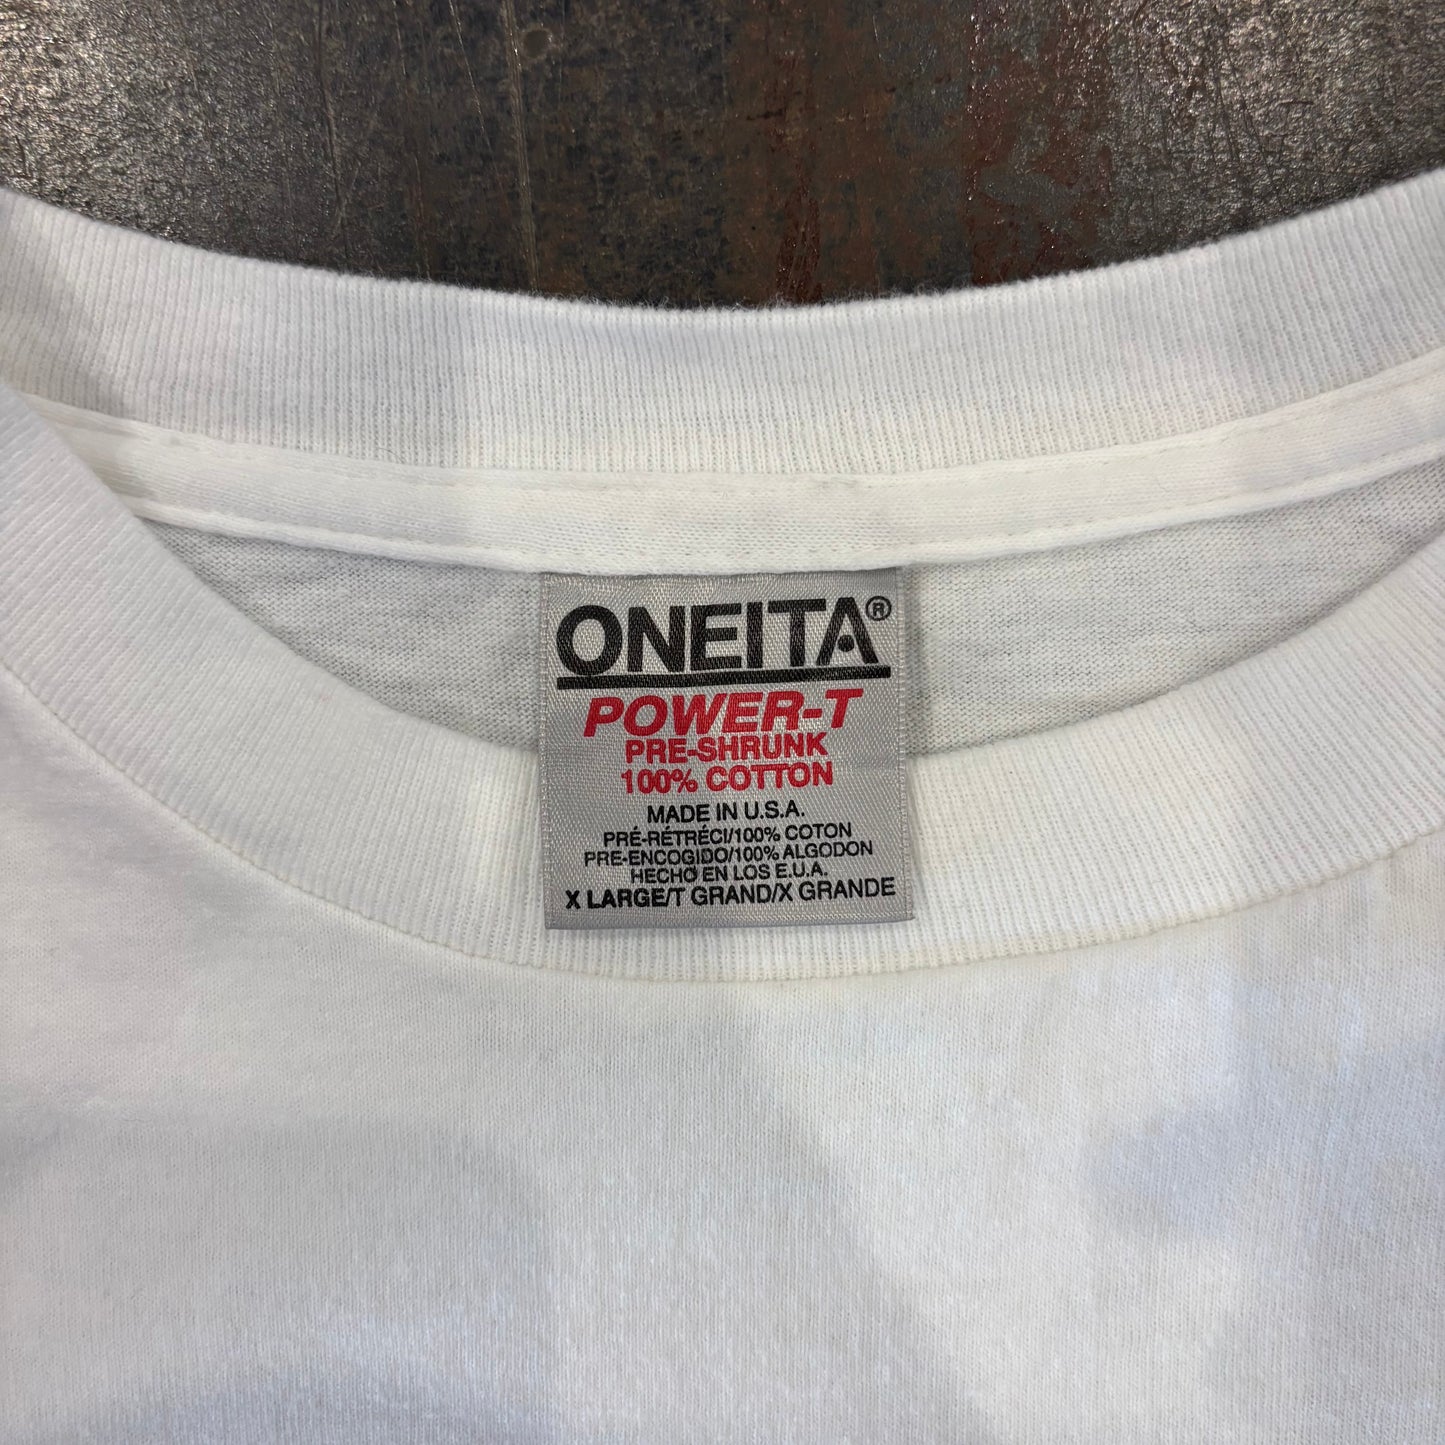 ONEITA®
POWER-T
PRE-SHRUNK
100% COTTON
MADE IN U.S.A.
PRÉ-RÉTRÉCI/100% COTON
PRE-ENCOGIDO/100% ALGODON
HECHO EN LOS E.U.A.
X LARGE/T GRAND/X GRANDE